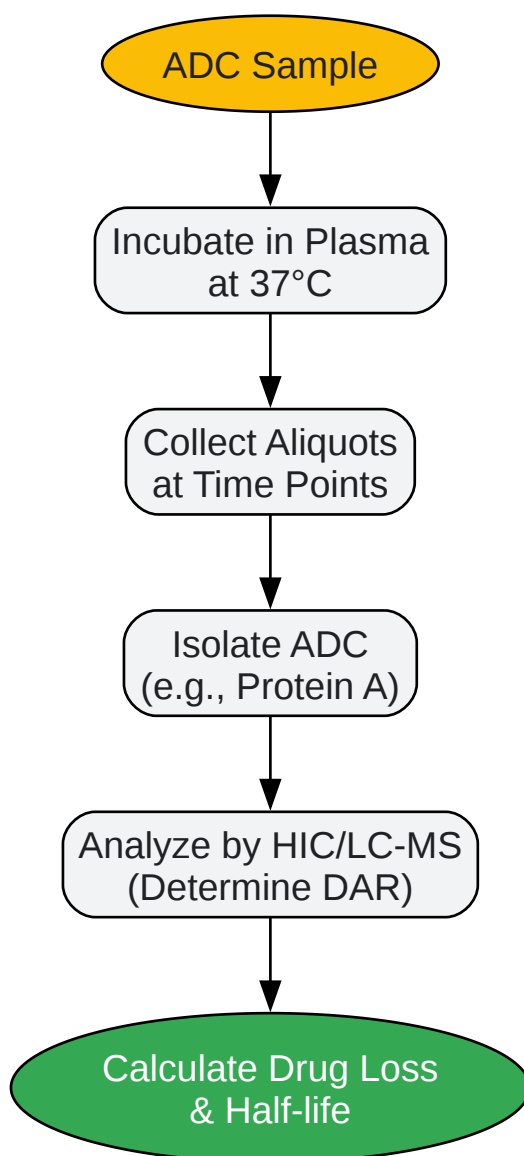 ADC Sample
Incubate in Plasma
at 37°C
Collect Aliquots
at Time Points
Isolate ADC
(e.g., Protein A)
Analyze by HIC/LC-MS
(Determine DAR)
Calculate Drug Loss
& Half-life